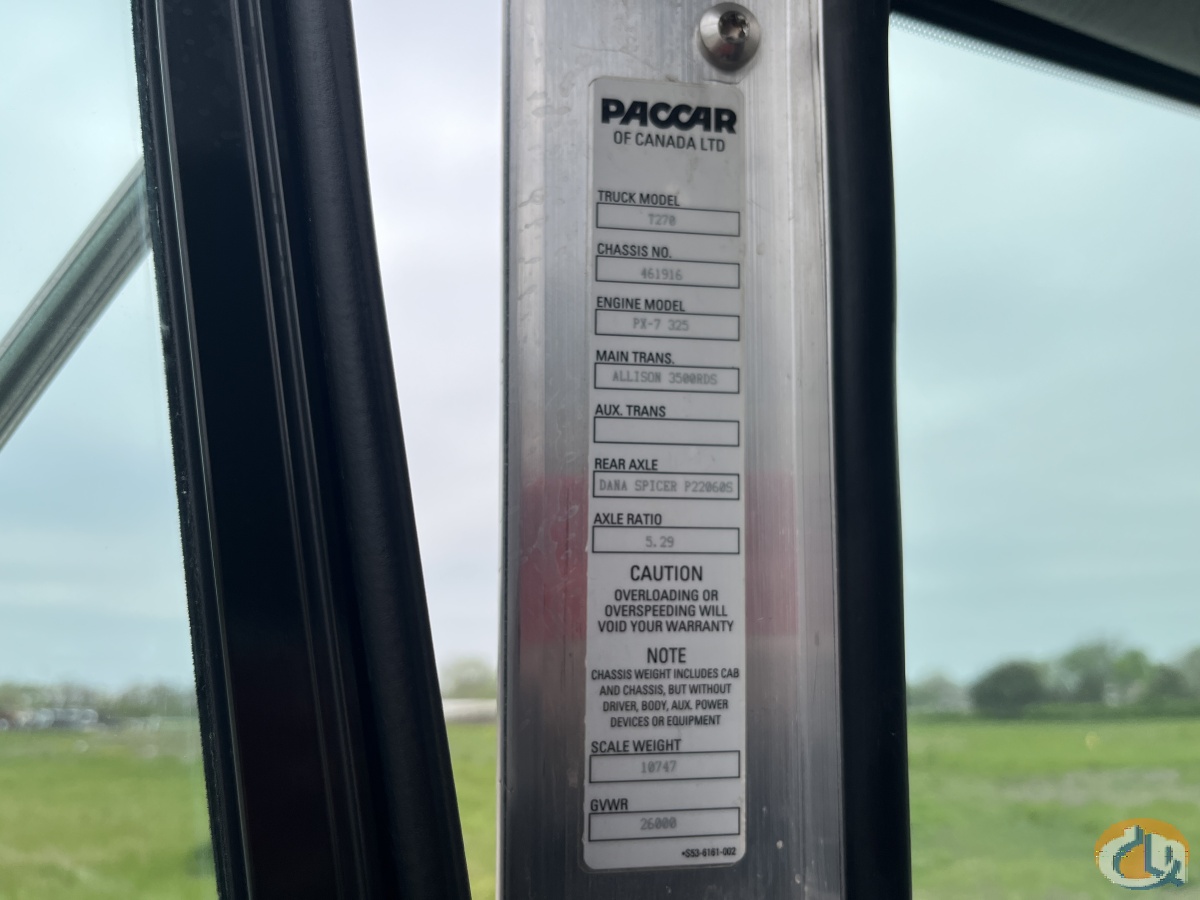 PACCAR
OF CANADA LTD
TRUCK MODEL
T270
CHASSIS NO.
461916
ENGINE MODEL
PX-7 325
MAIN TRANS.
ALLISON 3500RDS
AUX. TRANS
REAR AXLE
DANA SPICER P22060S
AXLE RATIO
5.29
CAUTION
OVERLOADING OR
OVERSPEEDING WILL
VOID YOUR WARRANTY
NOTE
CHASSIS WEIGHT INCLUDES CAB
AND CHASSIS, BUT WITHOUT
DRIVER, BODY, AUX. POWER
DEVICES OR EQUIPMENT
SCALE WEIGHT
10747
GVWR
26000
•S53-6161-002